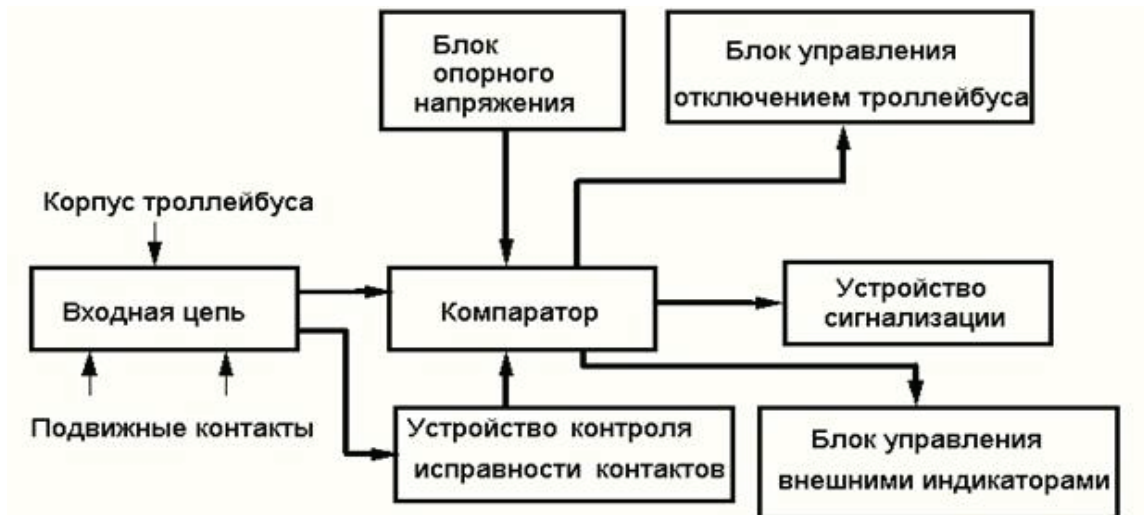 Блок
опорного
напряжения
Блок управления
отключением троллейбуса
Корпус троллейбуса
Входная цепь
Компаратор
Устройство
сигнализации
Подвижные контакты
Устройство контроля
исправности контактов
Блок управления
внешними индикаторами